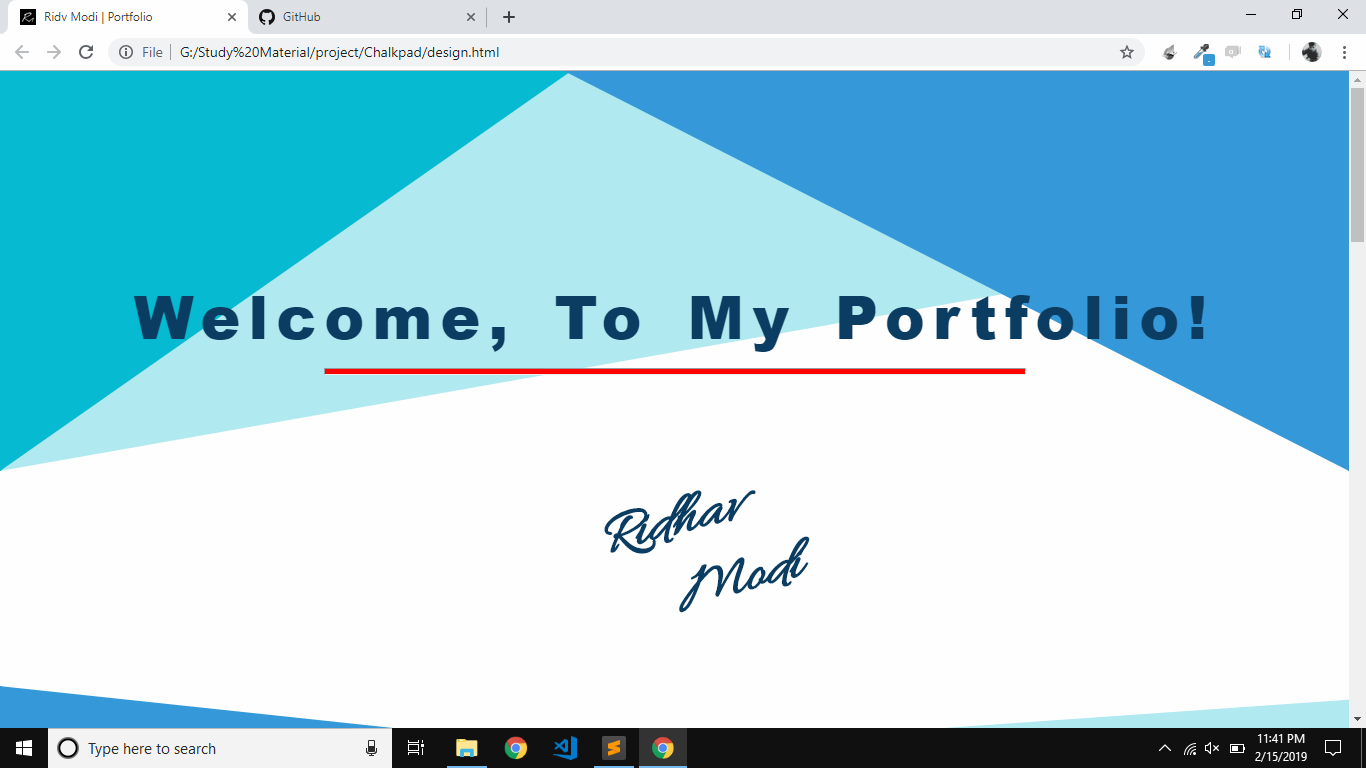 Ridv Modi | Portfolio
GitHub
File
G:/Study%20Material/project/Chalkpad/design.html
Welcome, To My Portfolio!
Ridhav
Modi
Type here to search
11:41 PM
2/15/2019